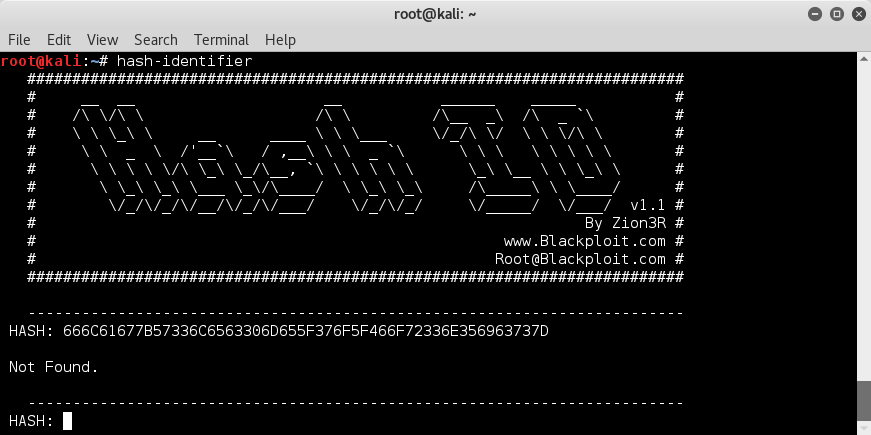 root@kali: ~
File Edit View Search Terminal Help
root@kali:~# hash-identifier
   #########################################################################
   #     __  __                     __           ______    _____           #
   #    /\ \/\ \                   /\ \         /\__  _\  /\  _ `\         #
   #    \ \ \_\ \     __      ____ \ \ \___     \/_/\ \/  \ \ \/\ \        #
   #     \ \  _  \  /'__`\   / ,__\ \ \  _ `\      \ \ \   \ \ \ \ \       #
   #      \ \ \ \ \/\ \_\ \_/\__, `\ \ \ \ \ \      \_\ \__ \ \ \_\ \      #
   #       \ \_\ \_\ \___ \_\/\____/  \ \_\ \_\     /\_____\ \ \____/      #
   #        \/_/\/_/\/__/\/_/\/___/    \/_/\/_/     \/_____/  \/___/  v1.1 #
   #                                                             By Zion3R #
   #                                                    www.Blackploit.com #
   #                                                   Root@Blackploit.com #
   #########################################################################
   -------------------------------------------------------------------------
 HASH: 666C61677B57336C6563306D655F376F5F466F72336E356963737D
 Not Found.
   -------------------------------------------------------------------------
 HASH: